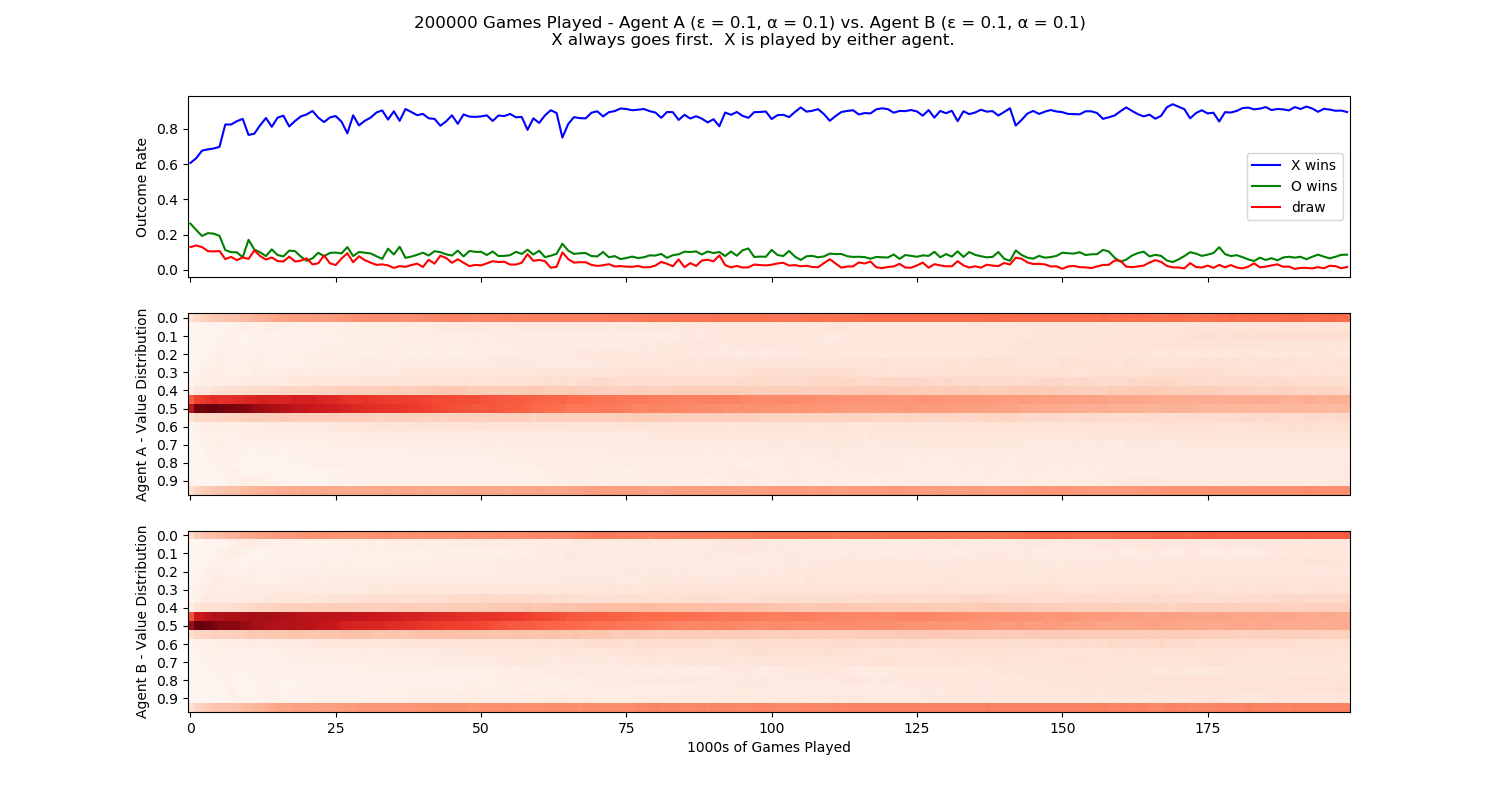 200000 Games Played - Agent A (ε = 0.1, α = 0.1) vs. Agent B (ε = 0.1, α = 0.1)
X always goes first.  X is played by either agent.
Outcome Rate
0.8
0.6
0.4
0.2
0.0
X wins
O wins
draw
Agent A - Value Distribution
0.0
0.1
0.2
0.3
0.4
0.5
0.6
0.7
0.8
0.9
Agent B - Value Distribution
0.0
0.1
0.2
0.3
0.4
0.5
0.6
0.7
0.8
0.9
0 25 50 75 100 125 150 175
1000s of Games Played